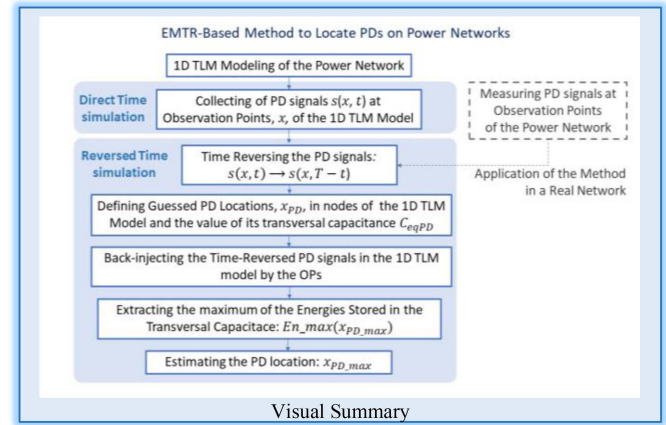 EMTR-Based Method to Locate PDs on Power Networks
1D TLM Modeling of the Power Network
Direct Time
simulation
Collecting of PD signals s(x, t) at
Observation Points, x, of the 1D TLM Model
Measuring PD signals at
Observation Points
of the Power Network
Reversed Time
simulation
Time Reversing the PD signals:
s(x, t) → s(x, T − t)
Application of the Method
in a Real Network
Defining Guessed PD Locations, x_PD, in nodes of the 1D TLM
Model and the value of its transversal capacitance C_eqPD
Back-injecting the Time-Reversed PD signals in the 1D TLM
model by the OPs
Extracting the maximum of the Energies Stored in the
Transversal Capacitace: En_max(x_PD_max)
Estimating the PD location: x_PD_max
Visual Summary